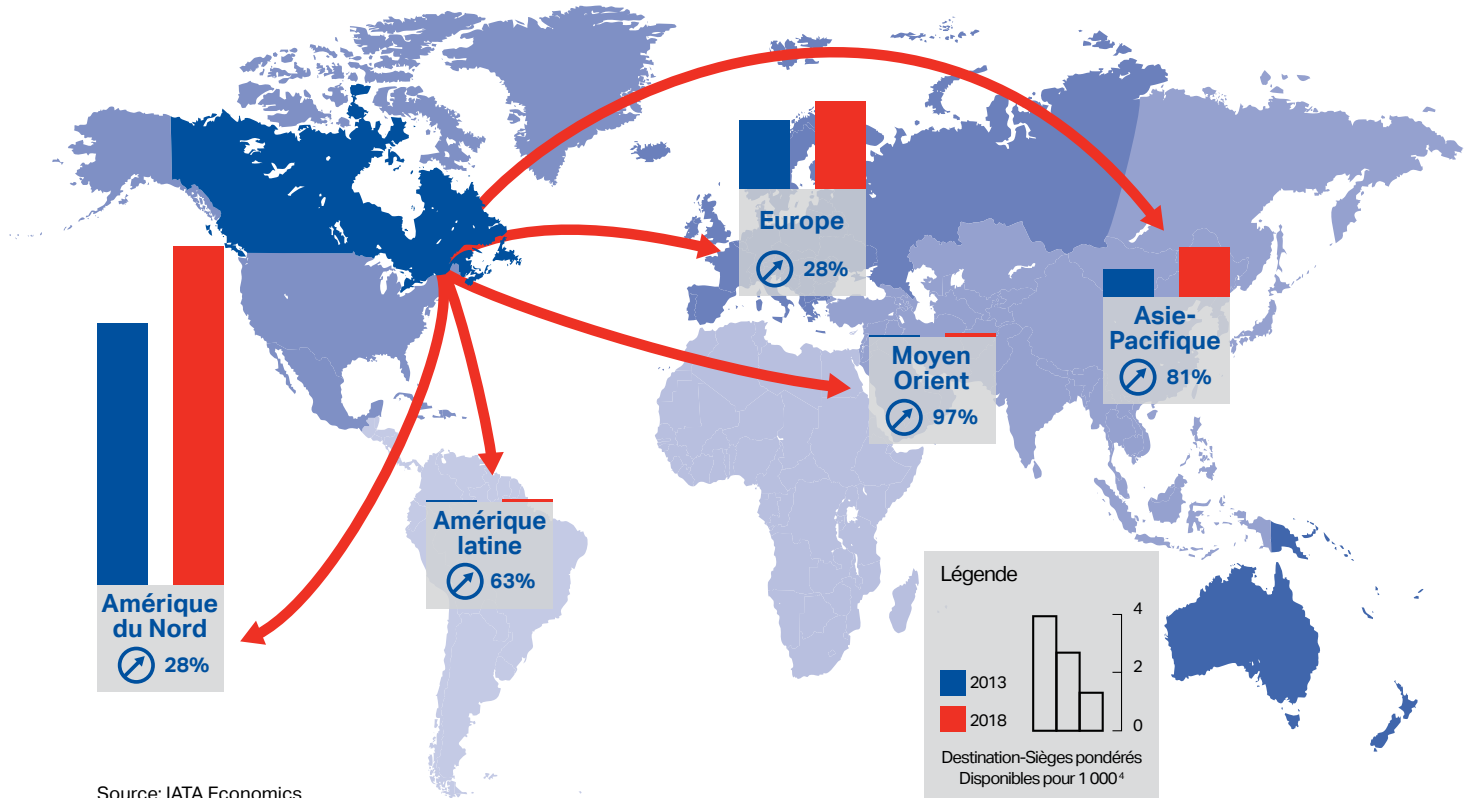 Europe
28%
Asie-
Pacifique
81%
Moyen
Orient
97%
Amérique
latine
63%
Amérique
du Nord
28%
Légende
4
2
0
2013
2018
Destination-Sièges pondérés
Disponibles pour 1 000⁴
Source: IATA Economics